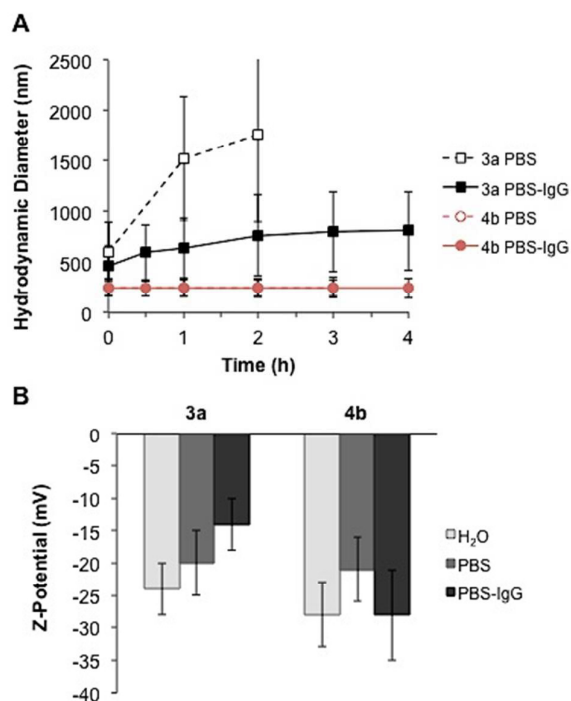 A
Hydrodynamic Diameter (nm)
2500
2000
1500
1000
500
0
0 1 2 3 4
Time (h)
3a PBS
3a PBS-IgG
4b PBS
4b PBS-IgG
B
3a 4b
Z-Potential (mV)
0
-5
-10
-15
-20
-25
-30
-35
-40
H₂O
PBS
PBS-IgG